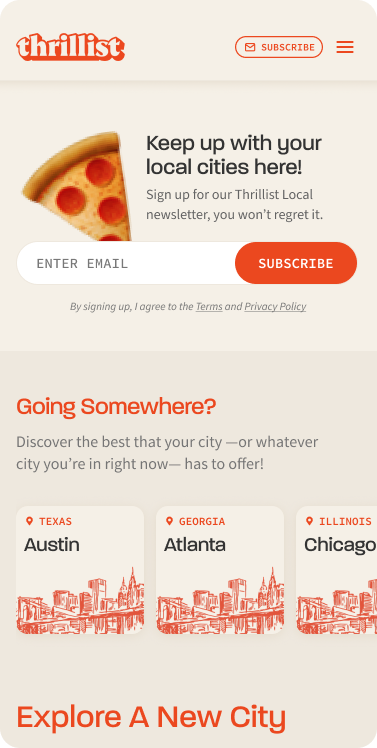 thrillist
SUBSCRIBE
Keep up with your
local cities here!
Sign up for our Thrillist Local
newsletter, you won’t regret it.
ENTER EMAIL
SUBSCRIBE
By signing up, I agree to the Terms and Privacy Policy
Going Somewhere?
Discover the best that your city —or whatever
city you’re in right now— has to offer!
TEXAS
Austin
GEORGIA
Atlanta
ILLINOIS
Chicago
Explore A New City